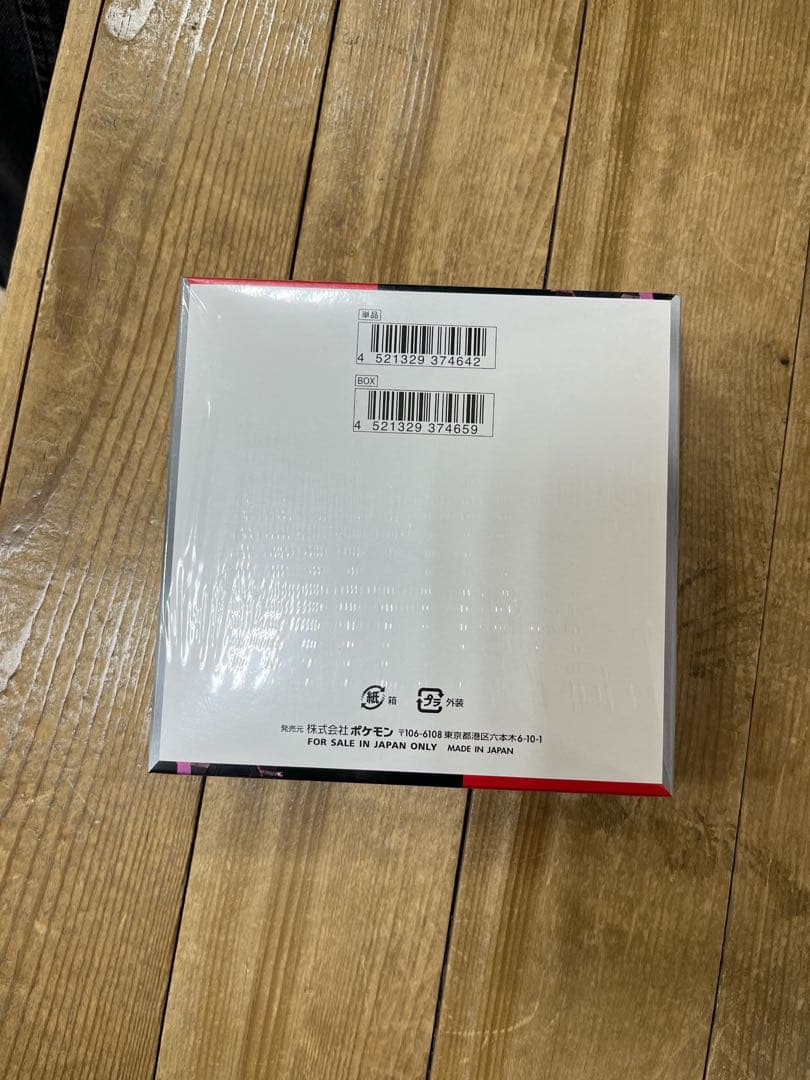 単品
4 521329 374642
BOX
4 521329 374659
紙 箱 プラ 外装
発売元 株式会社ポケモン 〒106-6108 東京都港区六本木6-10-1
FOR SALE IN JAPAN ONLY MADE IN JAPAN